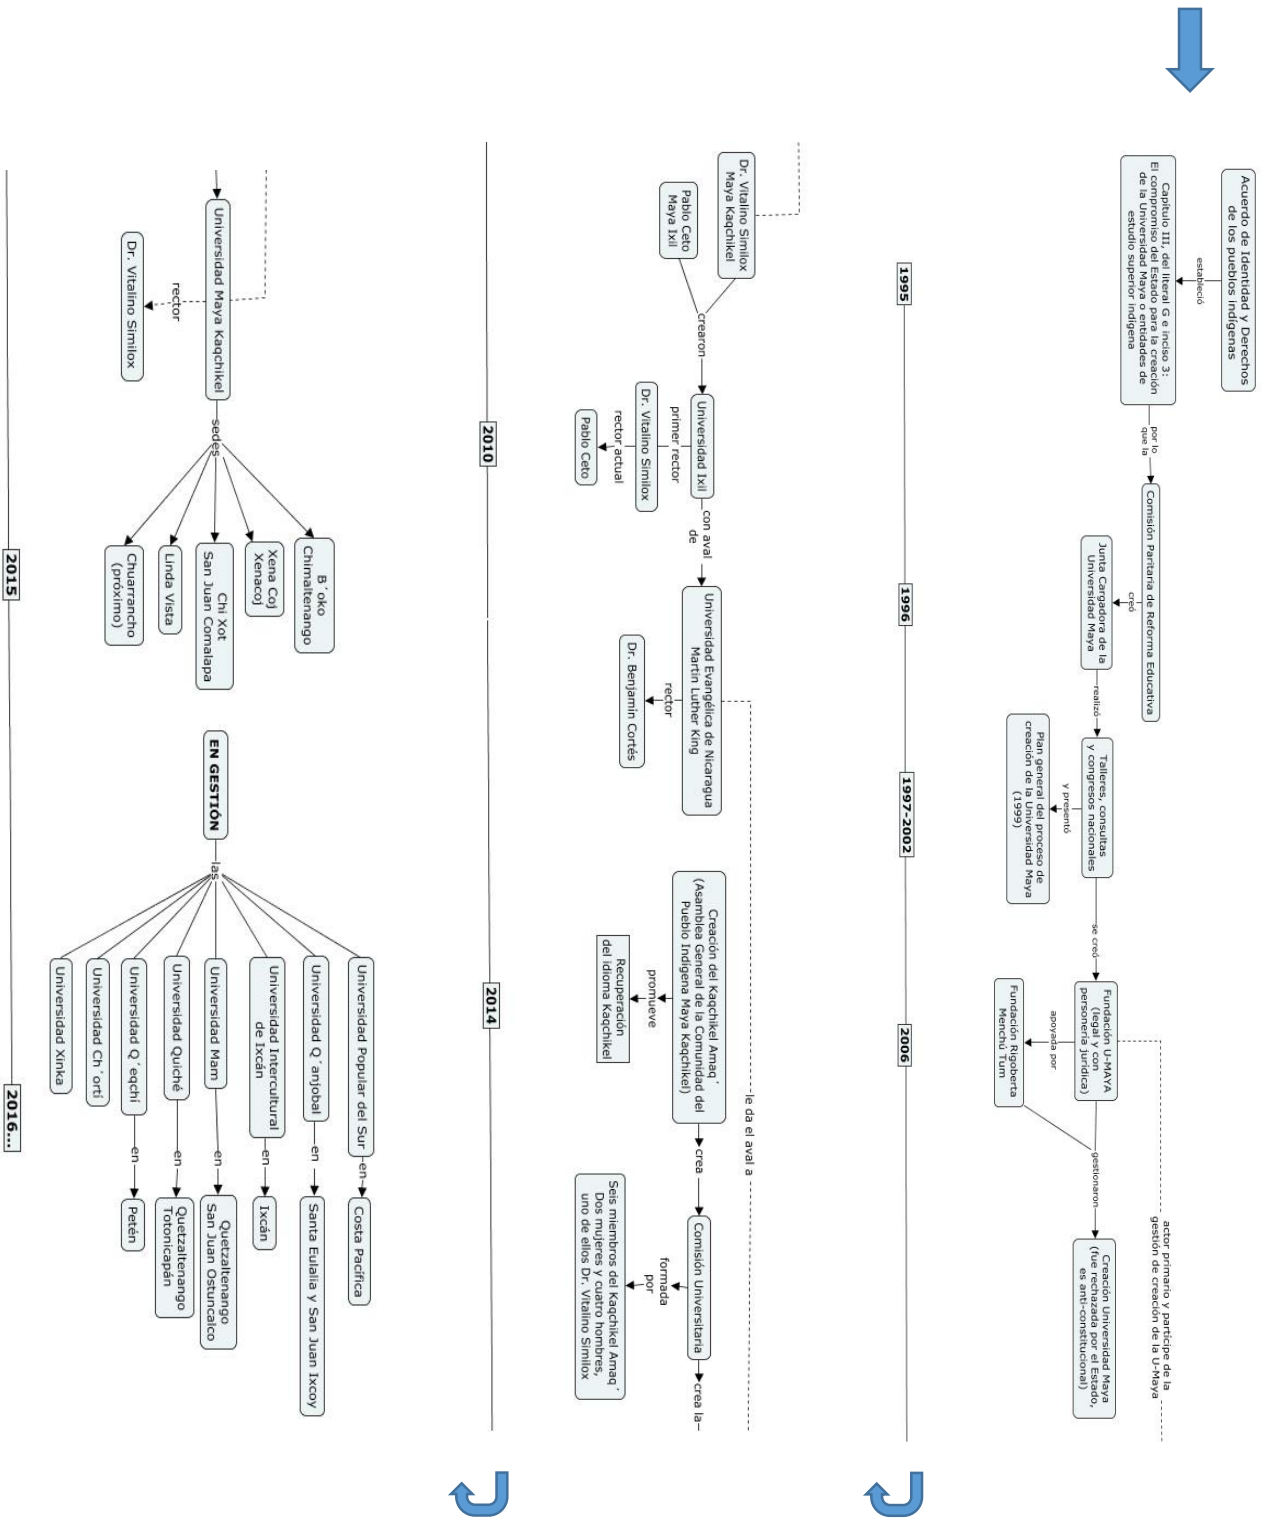 Acuerdo de Identidad y Derechos
de los pueblos indígenas
estableció
Capítulo III, del literal G e inciso 3:
El compromiso del Estado para la creación
de la Universidad Maya o entidades de
estudio superior indígena
por lo
que la
Comisión Paritaria de Reforma Educativa
creó
Junta Cargadora de la
Universidad Maya
realizó
Talleres, consultas
y congresos nacionales
y presentó
Plan general del proceso de
creación de la Universidad Maya
(1999)
se creó
Fundación U-MAYA
(legal y con
personería jurídica)
apoyada por
Fundación Rigoberta
Menchú Tum
gestionaron
Creación Universidad Maya
(fue rechazada por el Estado,
es anti-constitucional)
actor primario y partícipe de la
gestión de creación de la U-Maya
1995
1996
1997-2002
2006
Dr. Vitalino Similox
Maya Kaqchikel
Pablo Ceto
Maya Ixil
crearon
Universidad Ixil
primer rector
Dr. Vitalino Similox
rector actual
Pablo Ceto
con aval
de
Universidad Evangélica de Nicaragua
Martin Luther King
rector
Dr. Benjamín Cortés
le da el aval a
Creación del Kaqchikel Amaq´
(Asamblea General de la Comunidad del
Pueblo Indígena Maya Kaqchikel)
promueve
Recuperación
del idioma Kaqchikel
crea
Comisión Universitaria
formada
por
Seis miembros del Kaqchikel Amaq´
Dos mujeres y cuatro hombres,
uno de ellos Dr. Vitalino Similox
crea la
2010
2014
Universidad Maya Kaqchikel
rector
Dr. Vitalino Similox
sedes
B´oko
Chimaltenango
Xena Coj
Xenacoj
Chi Xot
San Juan Comalapa
Linda Vista
Chuarrancho
(próximo)
EN GESTIÓN
las
Universidad Popular del Sur
en
Costa Pacífica
Universidad Q´anjobal
en
Santa Eulalia y San Juan Ixcoy
Universidad Intercultural
de Ixcán
en
Ixcán
Universidad Mam
en
Quetzaltenango
San Juan Ostuncalco
Universidad Quiché
en
Quetzaltenango
Totonicapán
Universidad Q´eqchí
en
Petén
Universidad Ch´ortí
Universidad Xinka
2015
2016...